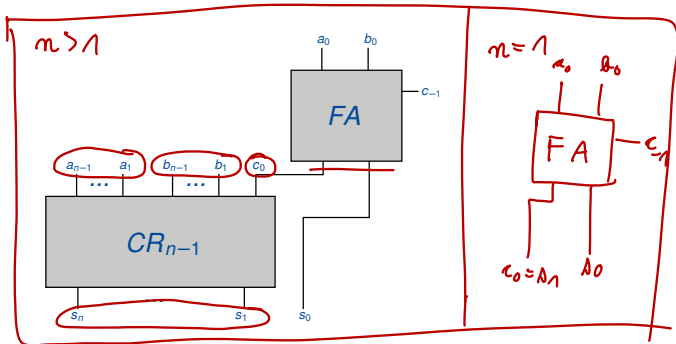 n > 1
a₀ b₀
c₋₁
FA
aₙ₋₁ ... a₁ bₙ₋₁ ... b₁ c₀
CRₙ₋₁
sₙ ... s₁ s₀
n = 1
a₀ b₀
FA
c₋₁
c₀ = s₁ s₀